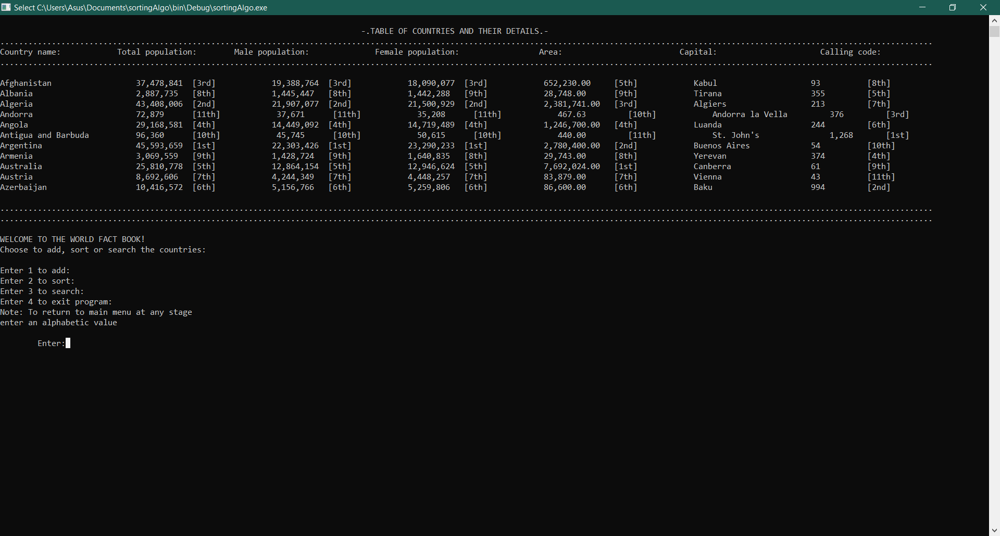 Select C:\Users\Asus\Documents\sortingAlgo\bin\Debug\sortingAlgo.exe
-.TABLE OF COUNTRIES AND THEIR DETAILS.-
Country name: Total population: Male population: Female population: Area: Capital: Calling code:
Afghanistan 37,478,841 [3rd] 19,388,764 [3rd] 18,090,077 [3rd] 652,230.00 [5th] Kabul 93 [8th]
Albania 2,887,735 [8th] 1,445,447 [8th] 1,442,288 [9th] 28,748.00 [9th] Tirana 355 [5th]
Algeria 43,408,006 [2nd] 21,907,077 [2nd] 21,500,929 [2nd] 2,381,741.00 [3rd] Algiers 213 [7th]
Andorra 72,879 [11th] 37,671 [11th] 35,208 [11th] 467.63 [10th] Andorra la Vella 376 [3rd]
Angola 29,168,581 [4th] 14,449,092 [4th] 14,719,489 [4th] 1,246,700.00 [4th] Luanda 244 [6th]
Antigua and Barbuda 96,360 [10th] 45,745 [10th] 50,615 [10th] 440.00 [11th] St. John's 1,268 [1st]
Argentina 45,593,659 [1st] 22,303,426 [1st] 23,290,233 [1st] 2,780,400.00 [2nd] Buenos Aires 54 [10th]
Armenia 3,069,559 [9th] 1,428,724 [9th] 1,640,835 [8th] 29,743.00 [8th] Yerevan 374 [4th]
Australia 25,810,778 [5th] 12,864,154 [5th] 12,946,624 [5th] 7,692,024.00 [1st] Canberra 61 [9th]
Austria 8,692,606 [7th] 4,244,349 [7th] 4,448,257 [7th] 83,879.00 [7th] Vienna 43 [11th]
Azerbaijan 10,416,572 [6th] 5,156,766 [6th] 5,259,806 [6th] 86,600.00 [6th] Baku 994 [2nd]
WELCOME TO THE WORLD FACT BOOK!
Choose to add, sort or search the countries:
Enter 1 to add:
Enter 2 to sort:
Enter 3 to search:
Enter 4 to exit program:
Note: To return to main menu at any stage
enter an alphabetic value
Enter: